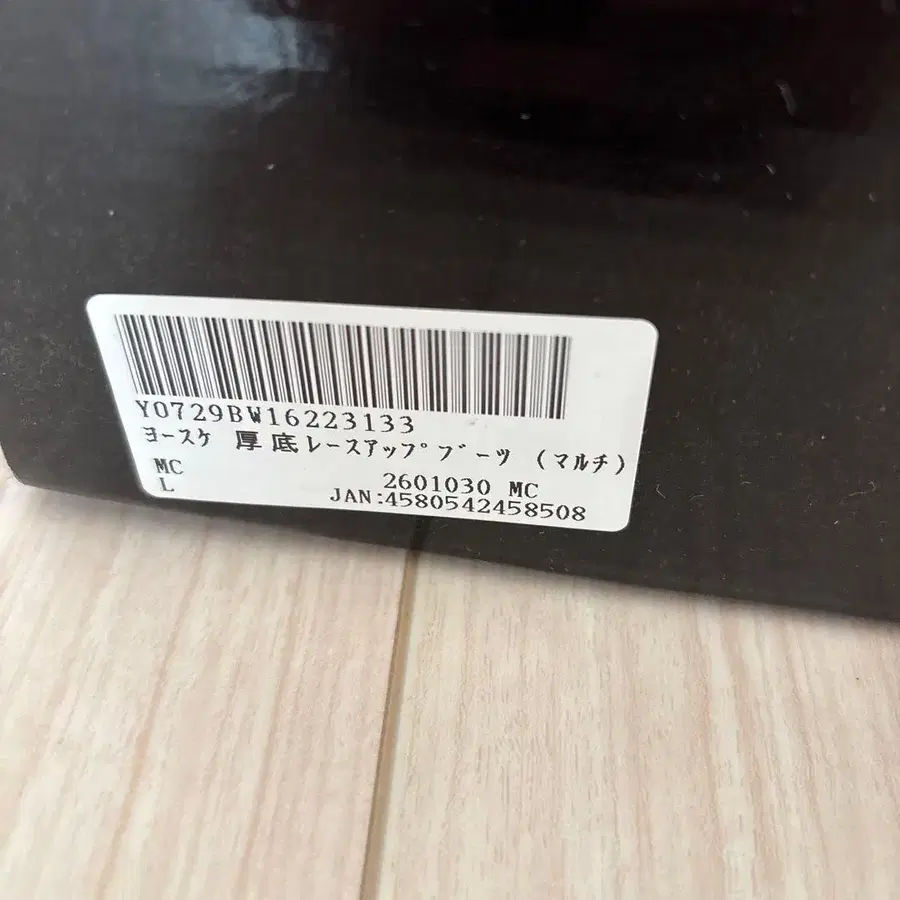 Y0729BW16223133
ﾖｰｽｹ 厚底ﾚｰｽｱｯﾌﾟﾌﾞｰﾂ (ﾏﾙﾁ)
MC
2601030 MC
L
JAN:4580542458508